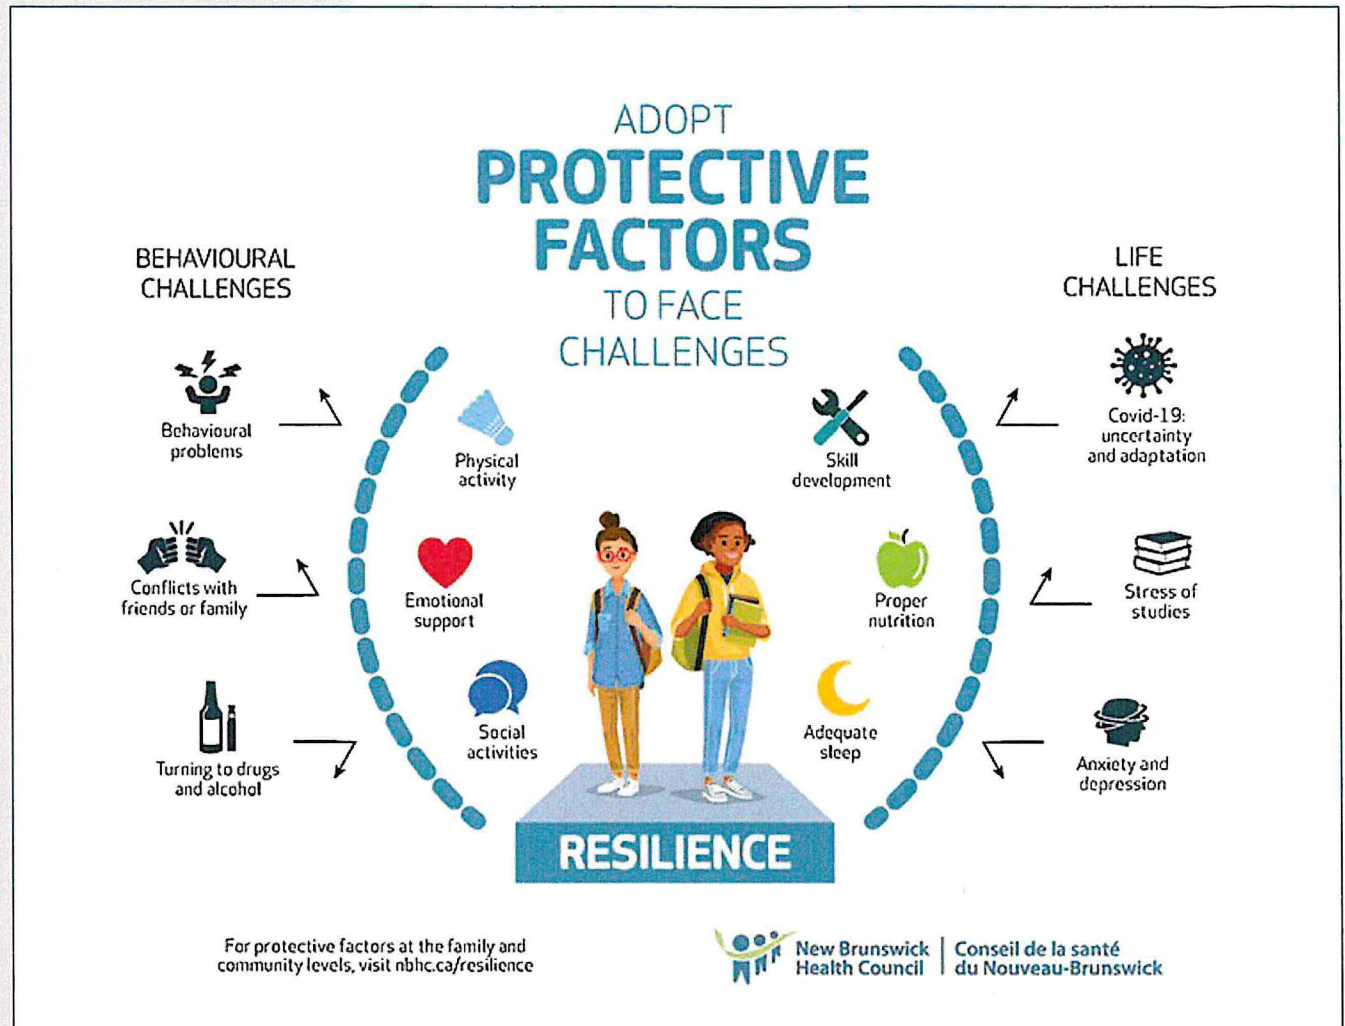 ADOPT
PROTECTIVE
FACTORS
TO FACE
CHALLENGES
BEHAVIOURAL
CHALLENGES
Behavioural
problems
Conflicts with
friends or family
Turning to drugs
and alcohol
Physical
activity
Emotional
support
Social
activities
Skill
development
Proper
nutrition
Adequate
sleep
LIFE
CHALLENGES
Covid-19:
uncertainty
and adaptation
Stress of
studies
Anxiety and
depression
RESILIENCE
For protective factors at the family and
community levels, visit nbhc.ca/resilience
New Brunswick
Health Council
Conseil de la santé
du Nouveau-Brunswick